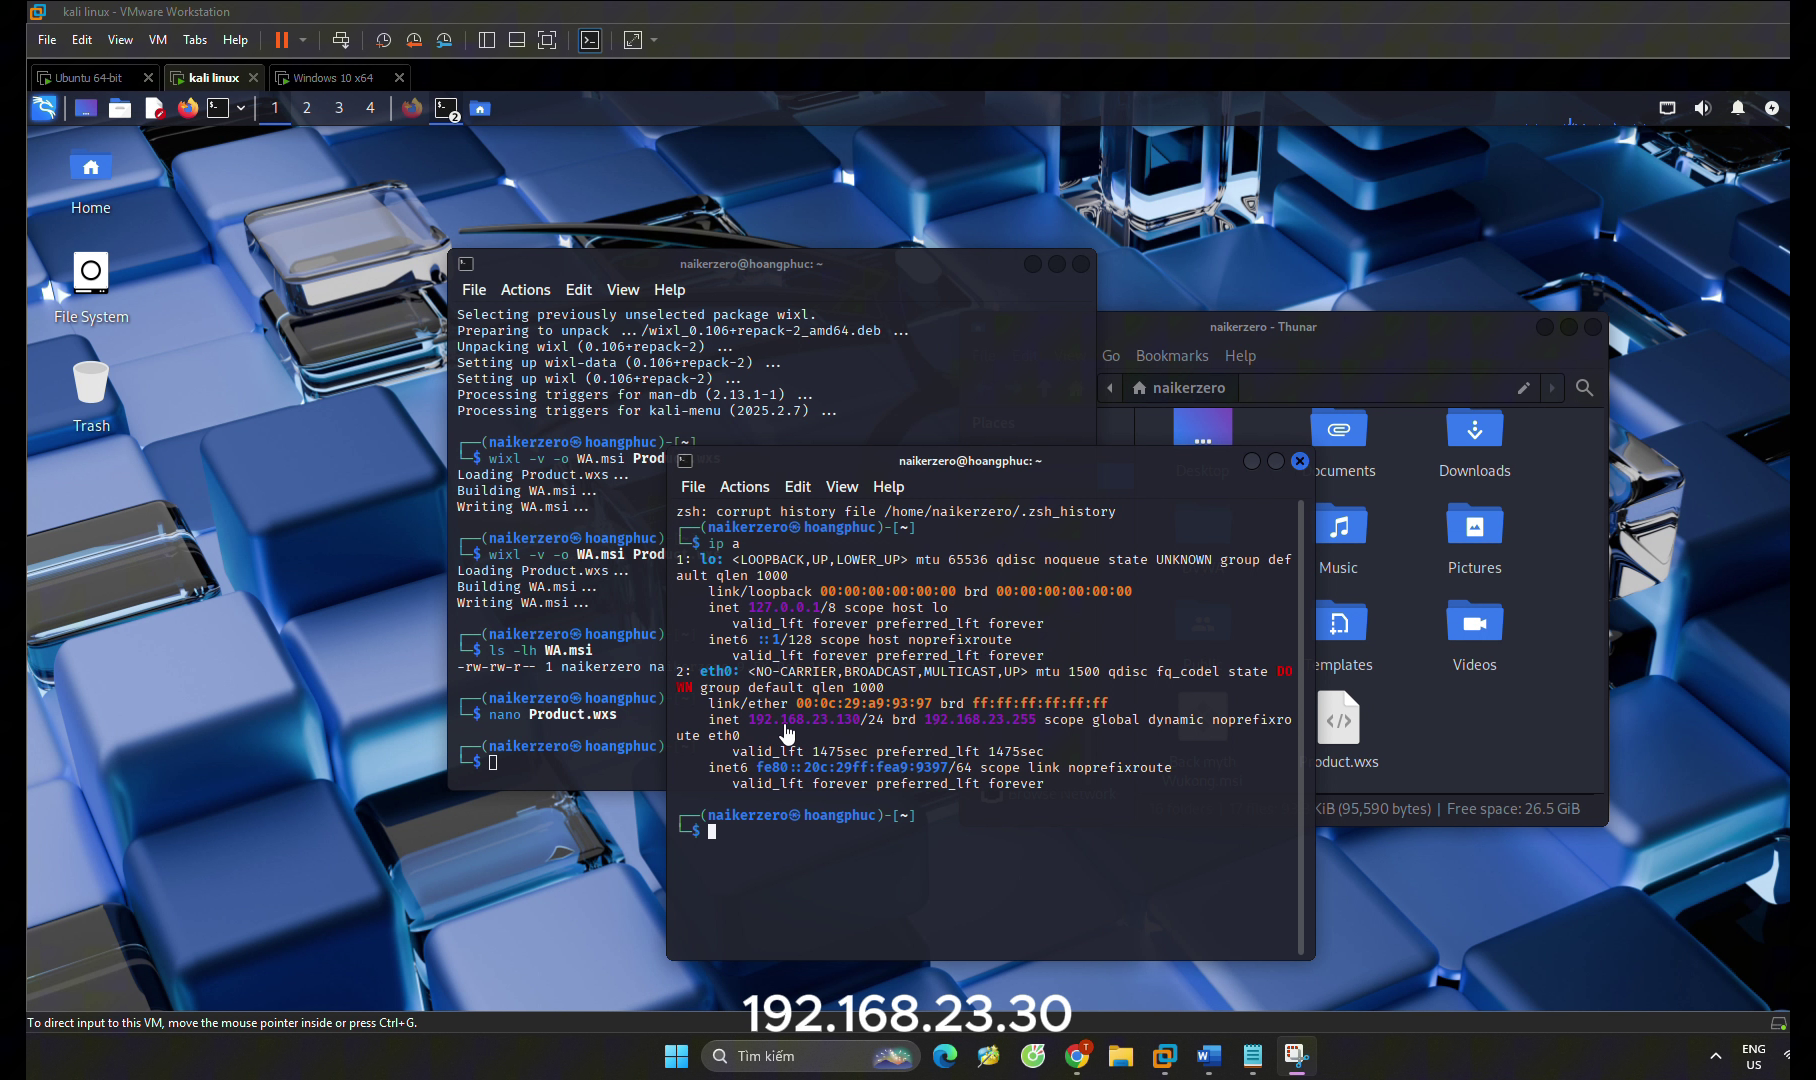 kali linux - VMware Workstation
File Edit View VM Tabs Help
Ubuntu 64-bit kali linux Windows 10 x64
1 2 3 4 2
Home
File System
Trash
naikerzero@hoangphuc: ~
File Actions Edit View Help
Selecting previously unselected package wixl.
Preparing to unpack .../wixl_0.106+repack-2_amd64.deb ...
Unpacking wixl (0.106+repack-2) ...
Setting up wixl-data (0.106+repack-2) ...
Setting up wixl (0.106+repack-2) ...
Processing triggers for man-db (2.13.1-1) ...
Processing triggers for kali-menu (2025.2.7) ...
┌──(naikerzero㉿hoangphuc)-[~]
└─$ wixl -v -o WA.msi Prod
Loading Product.wxs...
Building WA.msi...
Writing WA.msi...
┌──(naikerzero㉿hoangphuc)
└─$ wixl -v -o WA.msi Prod
Loading Product.wxs...
Building WA.msi...
Writing WA.msi...
┌──(naikerzero㉿hoangphuc)
└─$ ls -lh WA.msi
-rw-rw-r-- 1 naikerzero na
┌──(naikerzero㉿hoangphuc)
└─$ nano Product.wxs
┌──(naikerzero㉿hoangphuc)
└─$
naikerzero - Thunar
Go Bookmarks Help
naikerzero
Places
Desktop
ocuments
Downloads
Music
Pictures
emplates
Videos
oduct.wxs
KiB (95,590 bytes) | Free space: 26.5 GiB
naikerzero@hoangphuc: ~
File Actions Edit View Help
zsh: corrupt history file /home/naikerzero/.zsh_history
┌──(naikerzero㉿hoangphuc)-[~]
└─$ ip a
1: lo: <LOOPBACK,UP,LOWER_UP> mtu 65536 qdisc noqueue state UNKNOWN group def
ault qlen 1000
link/loopback 00:00:00:00:00:00 brd 00:00:00:00:00:00
inet 127.0.0.1/8 scope host lo
valid_lft forever preferred_lft forever
inet6 ::1/128 scope host noprefixroute
valid_lft forever preferred_lft forever
2: eth0: <NO-CARRIER,BROADCAST,MULTICAST,UP> mtu 1500 qdisc fq_codel state DO
WN group default qlen 1000
link/ether 00:0c:29:a9:93:97 brd ff:ff:ff:ff:ff:ff
inet 192.168.23.130/24 brd 192.168.23.255 scope global dynamic noprefixro
ute eth0
valid_lft 1475sec preferred_lft 1475sec
inet6 fe80::20c:29ff:fea9:9397/64 scope link noprefixroute
valid_lft forever preferred_lft forever
┌──(naikerzero㉿hoangphuc)-[~]
└─$
192.168.23.30
To direct input to this VM, move the mouse pointer inside or press Ctrl+G.
Tìm kiếm
T
ENG
US